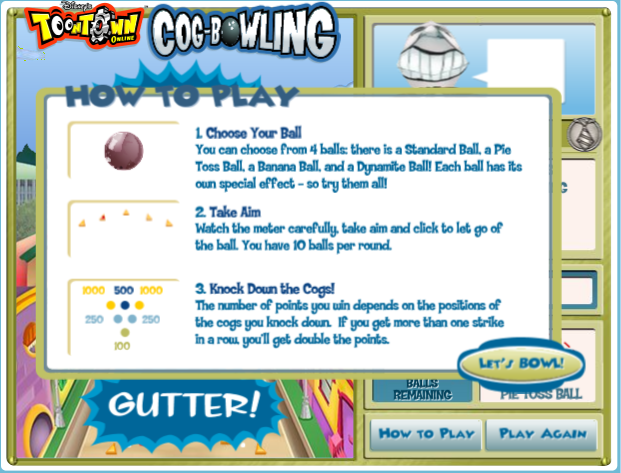 Disney's
TOONTOWN
ONLINE
COG-BOWLING
HOW TO PLAY
1. Choose Your Ball
You can choose from 4 balls: there is a Standard Ball, a Pie
Toss Ball, a Banana Ball, and a Dynamite Ball! Each ball has its
own special effect - so try them all!
2. Take Aim
Watch the meter carefully, take aim and click to let go of
the ball. You have 10 balls per round.
1000 500 1000
250 250
100
3. Knock Down the Cogs!
The number of points you win depends on the positions of
the cogs you knock down. If you get more than one strike
in a row, you'll get double the points.
LET'S BOWL!
BALLS
REMAINING
PIE TOSS BALL
GUTTER!
HOW TO PLAY
PLAY AGAIN